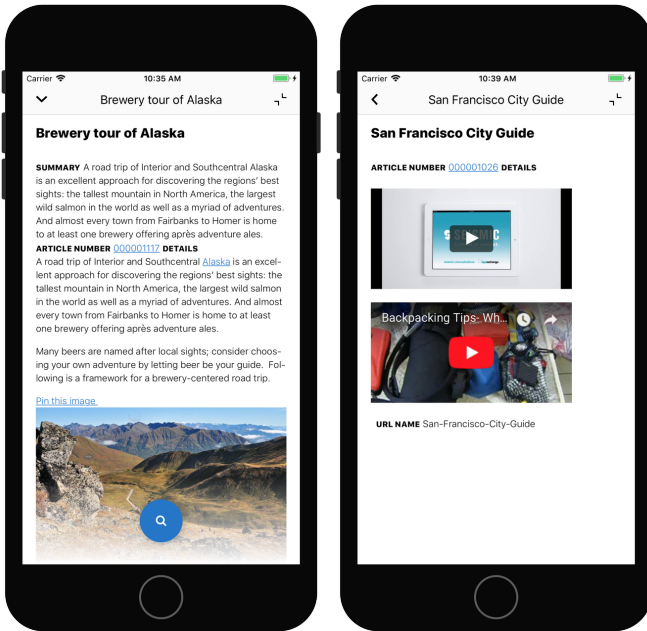 Carrier
10:35 AM
Brewery tour of Alaska
Brewery tour of Alaska
SUMMARY A road trip of Interior and Southcentral Alaska
is an excellent approach for discovering the regions' best
sights: the tallest mountain in North America, the largest
wild salmon in the world as well as a myriad of adventures.
And almost every town from Fairbanks to Homer is home
to at least one brewery offering après adventure ales.
ARTICLE NUMBER 000001117 DETAILS
A road trip of Interior and Southcentral Alaska is an excel-
lent approach for discovering the regions' best sights: the
tallest mountain in North America, the largest wild salmon
in the world as well as a myriad of adventures. And almost
every town from Fairbanks to Homer is home to at least
one brewery offering après adventure ales.
Many beers are named after local sights; consider choos-
ing your own adventure by letting beer be your guide. Fol-
lowing is a framework for a brewery-centered road trip.
Pin this image
Carrier
10:39 AM
San Francisco City Guide
San Francisco City Guide
ARTICLE NUMBER 000001026 DETAILS
SEISMIC
Backpacking Tips- Wh...
URL NAME San-Francisco-City-Guide